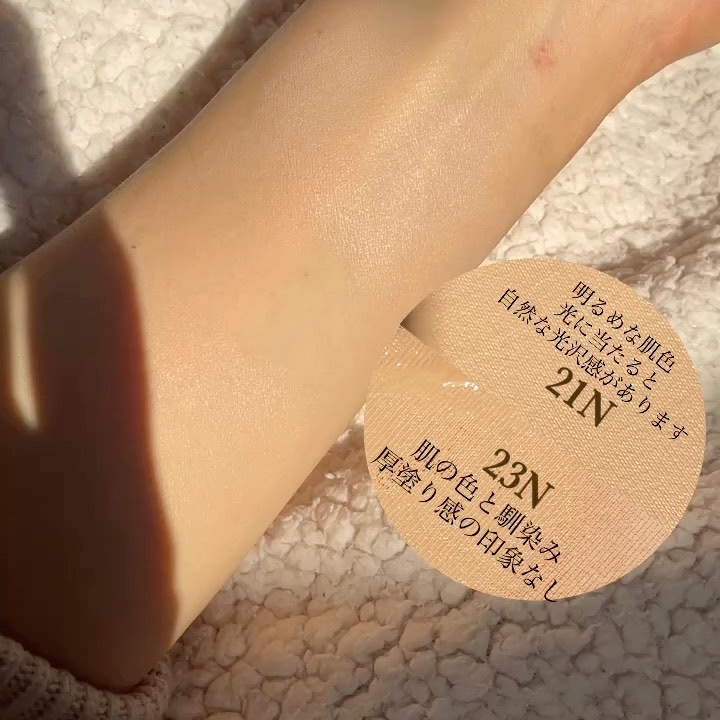 明るめな肌色
光に当たると
自然な光沢感があります
21N
23N
肌の色と馴染み
厚塗り感の印象なし